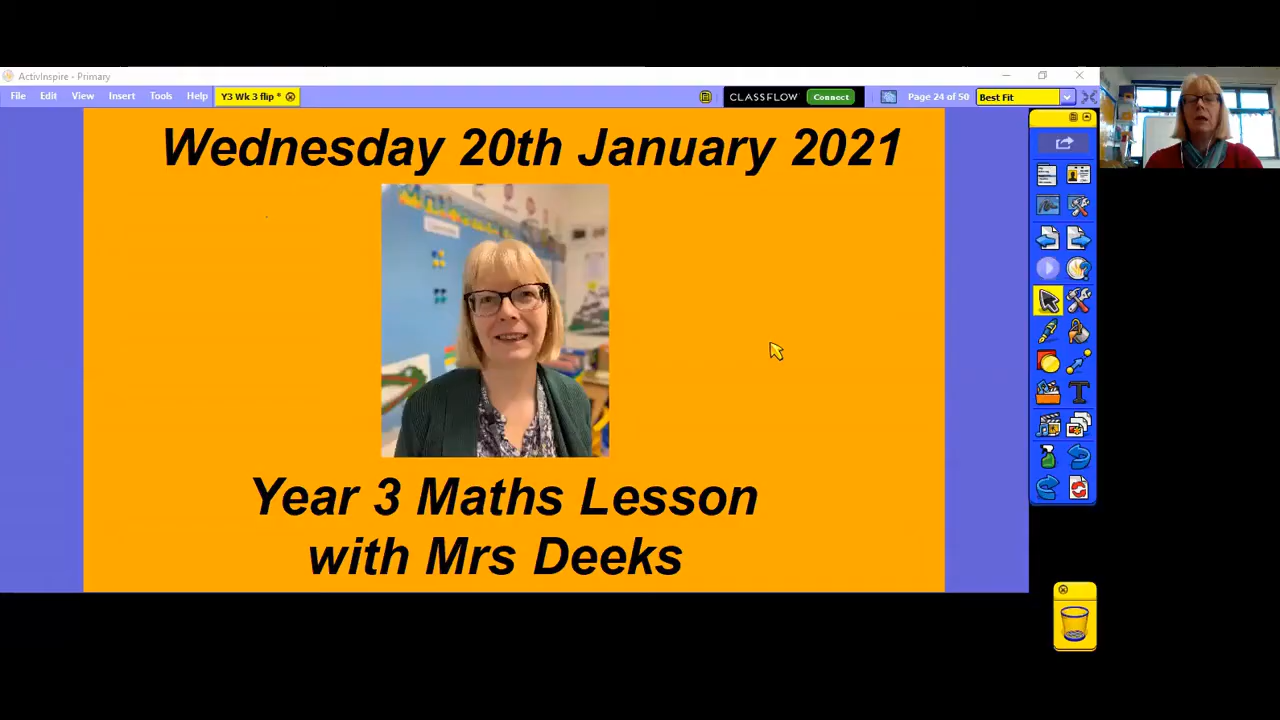 ActivInspire - Primary
File Edit View Insert Tools Help Y3 Wk 3 flip * CLASSFLOW Connect Page 24 of 50 Best Fit
Wednesday 20th January 2021
Year 3 Maths Lesson
with Mrs Deeks